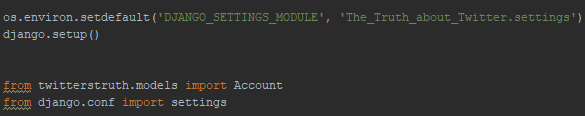 os.environ.setdefault('DJANGO_SETTINGS_MODULE', 'The_Truth_about_Twitter.settings')
django.setup()
from twitterstruth.models import Account
from django.conf import settings